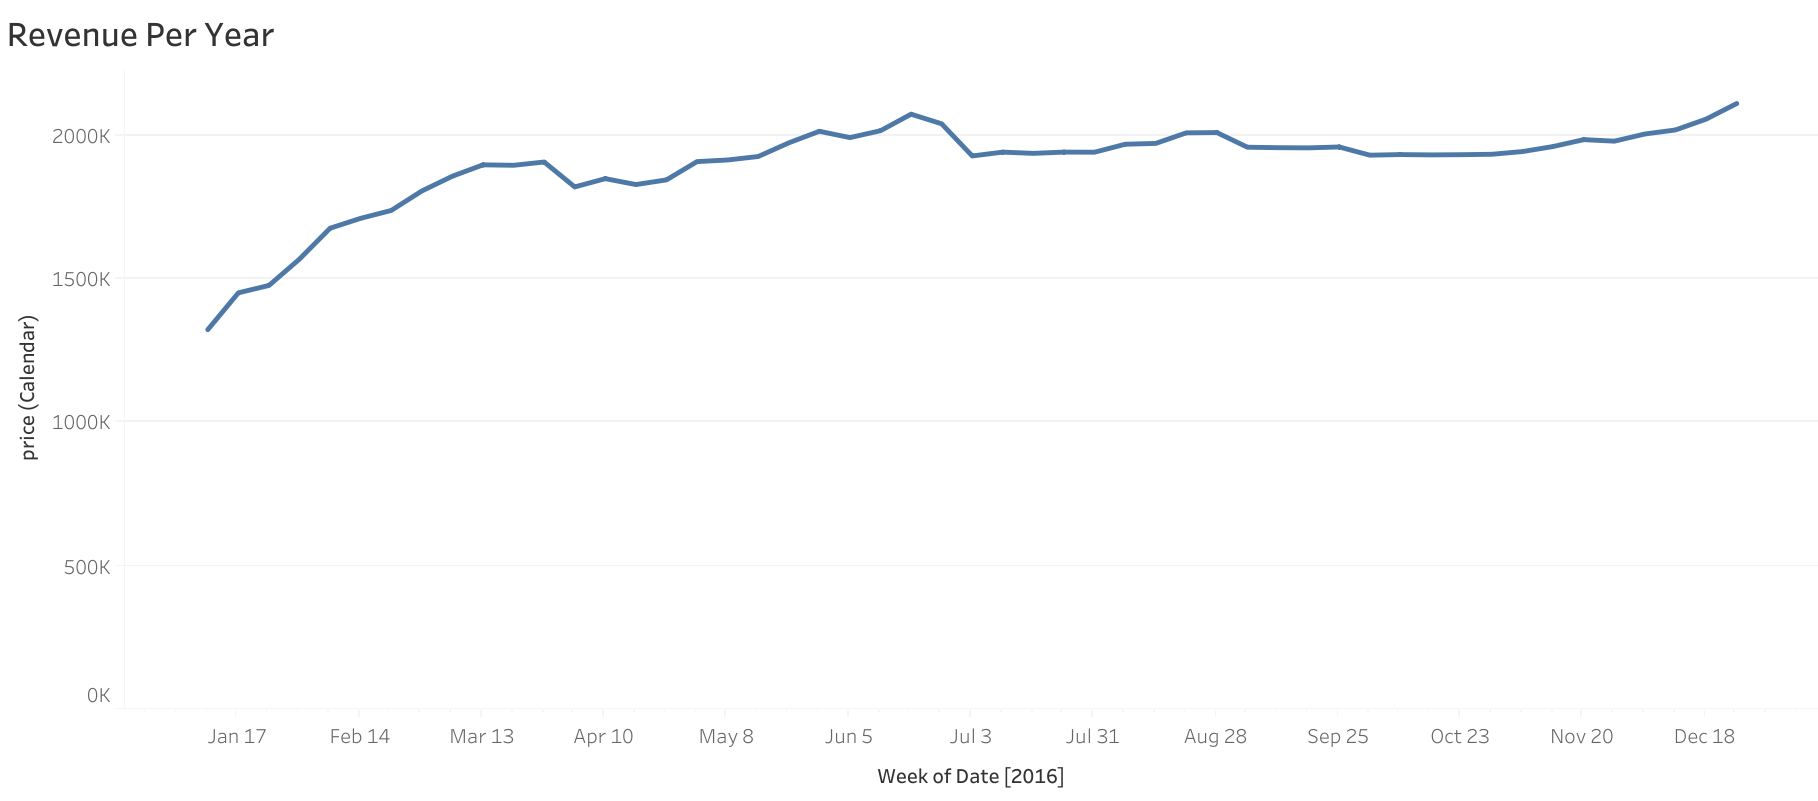 Revenue Per Year
price (Calendar)
2000K
1500K
1000K
500K
0K
Jan 17 Feb 14 Mar 13 Apr 10 May 8 Jun 5 Jul 3 Jul 31 Aug 28 Sep 25 Oct 23 Nov 20 Dec 18
Week of Date [2016]